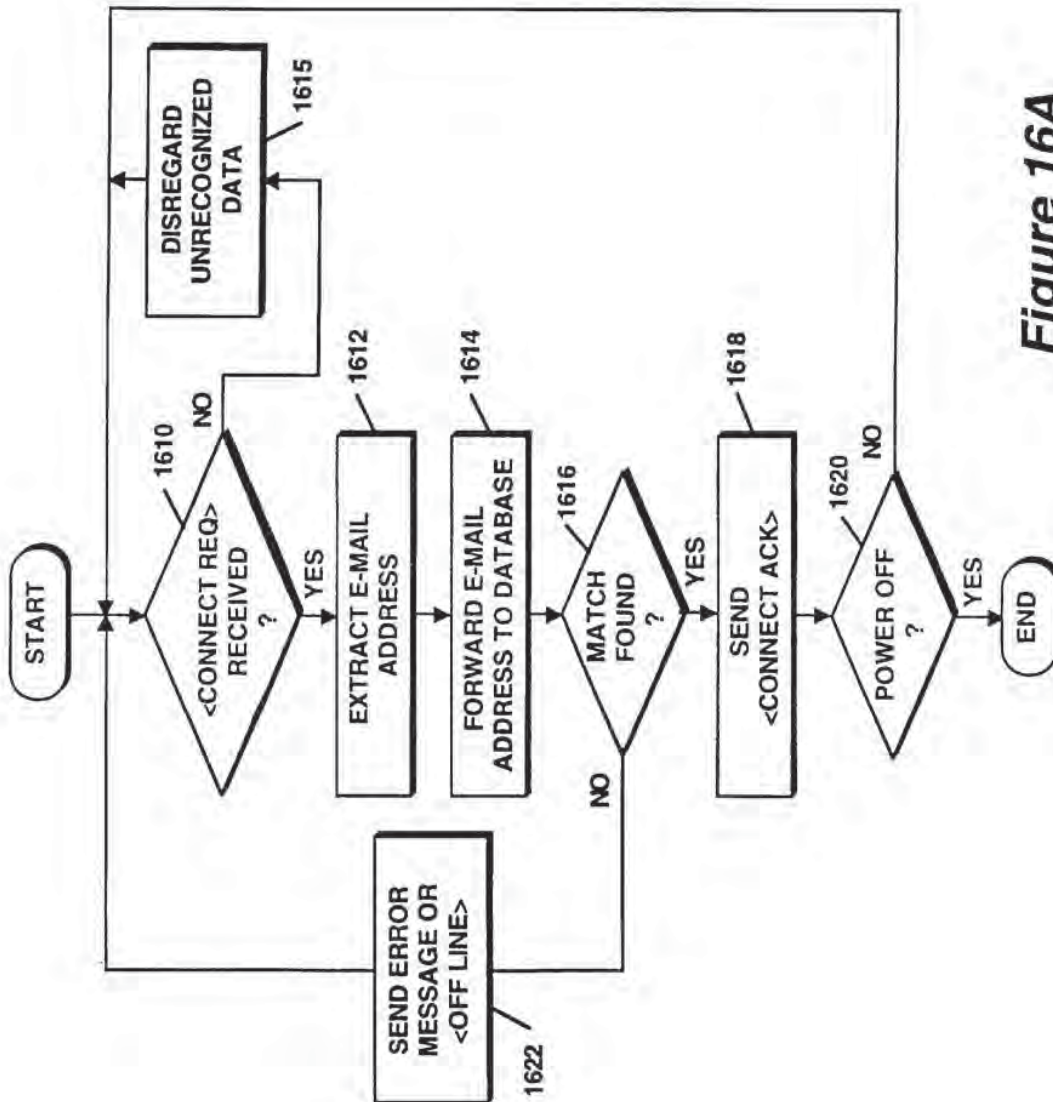 START
1610
<CONNECT REQ>
RECEIVED
?
NO
YES
DISREGARD
UNRECOGNIZED
DATA
1615
1612
EXTRACT E-MAIL
ADDRESS
1614
FORWARD E-MAIL
ADDRESS TO DATABASE
1616
MATCH
FOUND
?
NO
YES
SEND ERROR
MESSAGE OR
<OFF LINE>
1622
1618
SEND
<CONNECT ACK>
1620
POWER OFF
?
NO
YES
END
Figure 16A